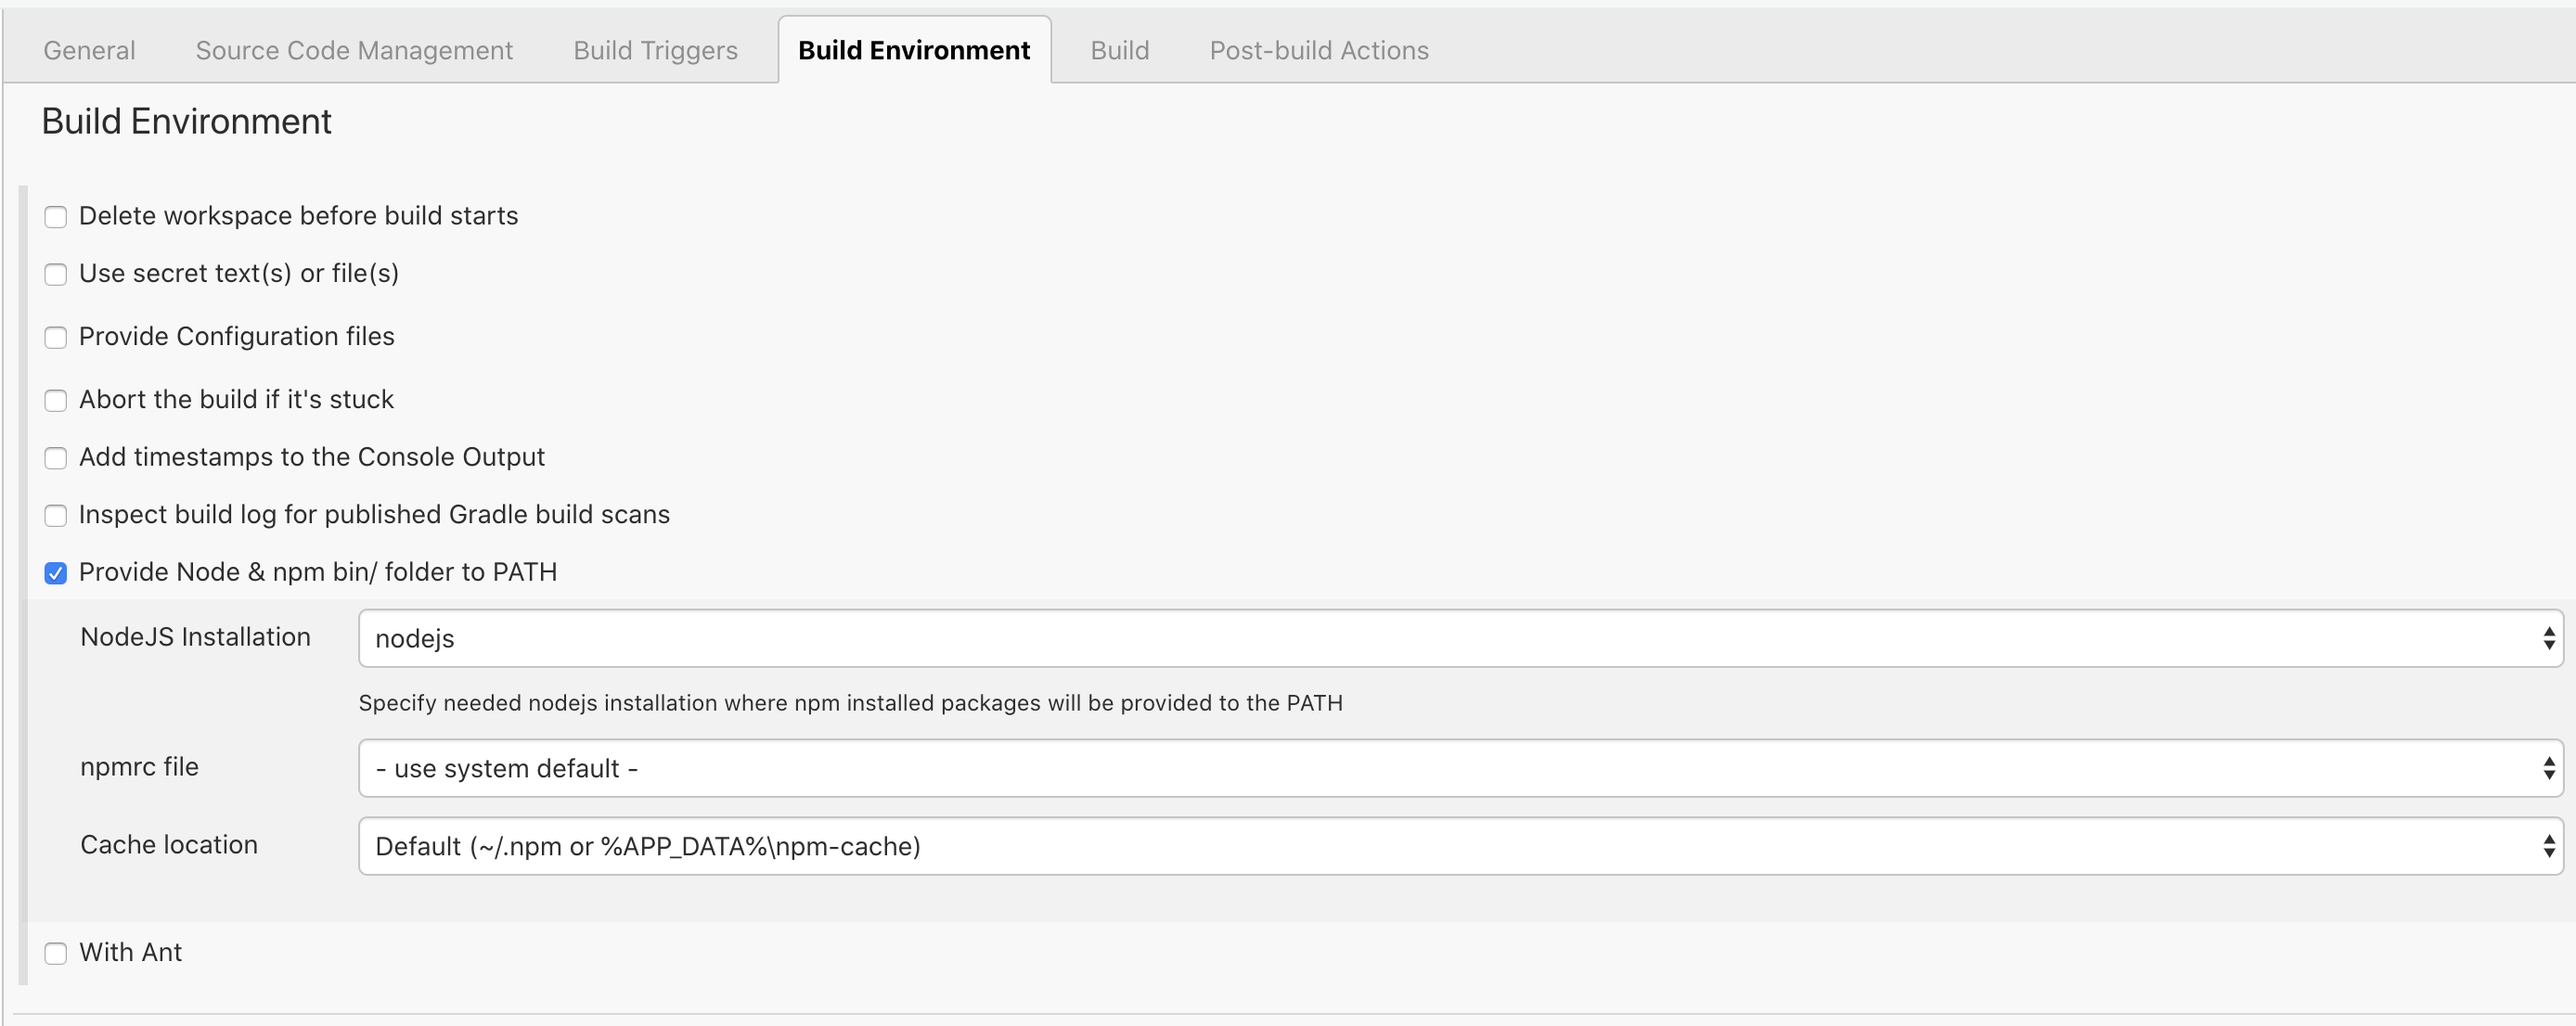 General Source Code Management Build Triggers Build Environment Build Post-build Actions
Build Environment
Delete workspace before build starts
Use secret text(s) or file(s)
Provide Configuration files
Abort the build if it's stuck
Add timestamps to the Console Output
Inspect build log for published Gradle build scans
Provide Node & npm bin/ folder to PATH
NodeJS Installation nodejs
Specify needed nodejs installation where npm installed packages will be provided to the PATH
npmrc file - use system default -
Cache location Default (~/.npm or %APP_DATA%\npm-cache)
With Ant